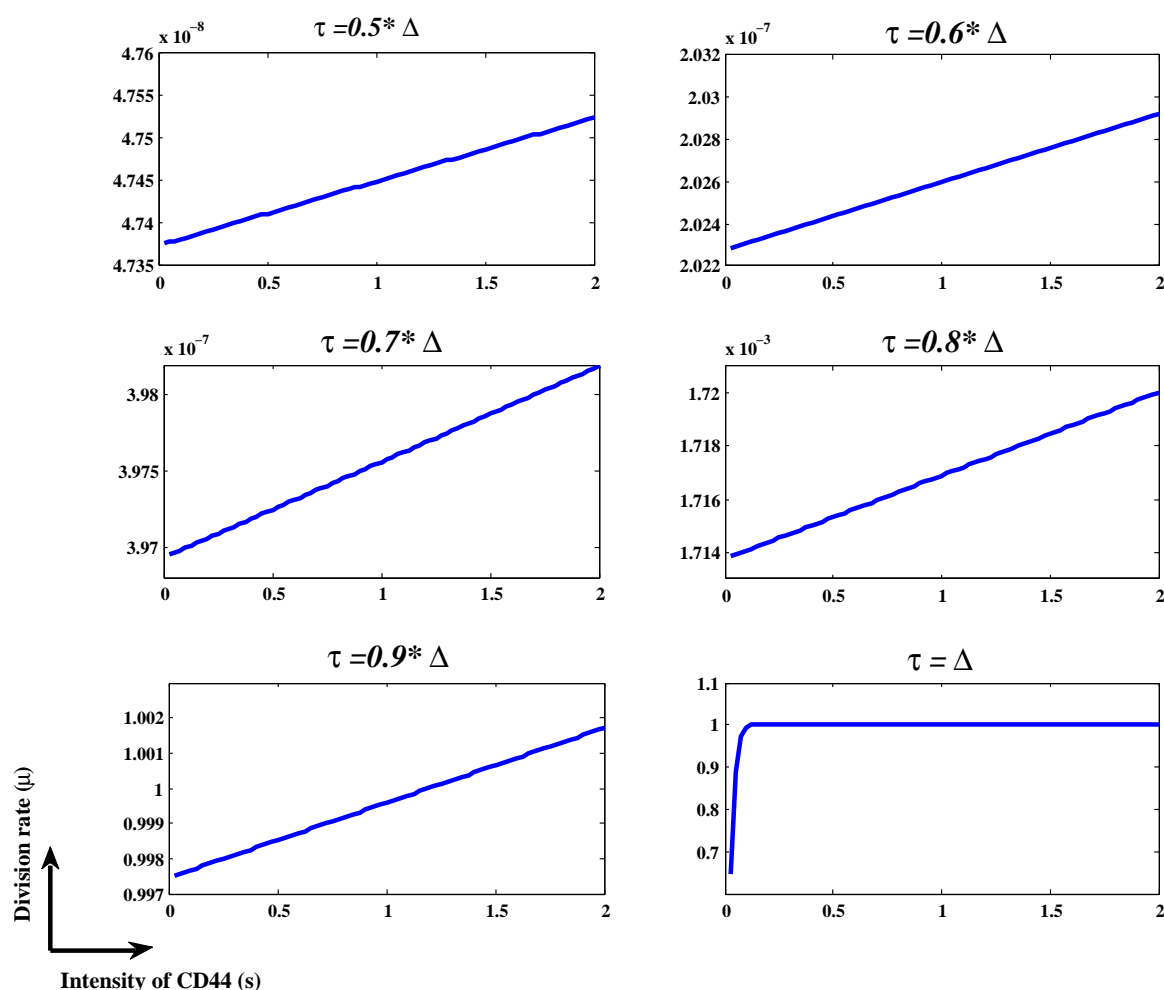 τ =0.5* Δ
x 10⁻⁸
4.76
4.755
4.75
4.745
4.74
4.735
0 0.5 1 1.5 2
τ =0.6* Δ
x 10⁻⁷
2.032
2.03
2.028
2.026
2.024
2.022
0 0.5 1 1.5 2
τ =0.7* Δ
x 10⁻⁷
3.98
3.975
3.97
0 0.5 1 1.5 2
τ =0.8* Δ
x 10⁻³
1.72
1.718
1.716
1.714
0 0.5 1 1.5 2
τ =0.9* Δ
1.002
1.001
1
0.999
0.998
0.997
0 0.5 1 1.5 2
τ = Δ
1.1
1
0.9
0.8
0.7
0 0.5 1 1.5 2
Division rate (μ)
Intensity of CD44 (s)